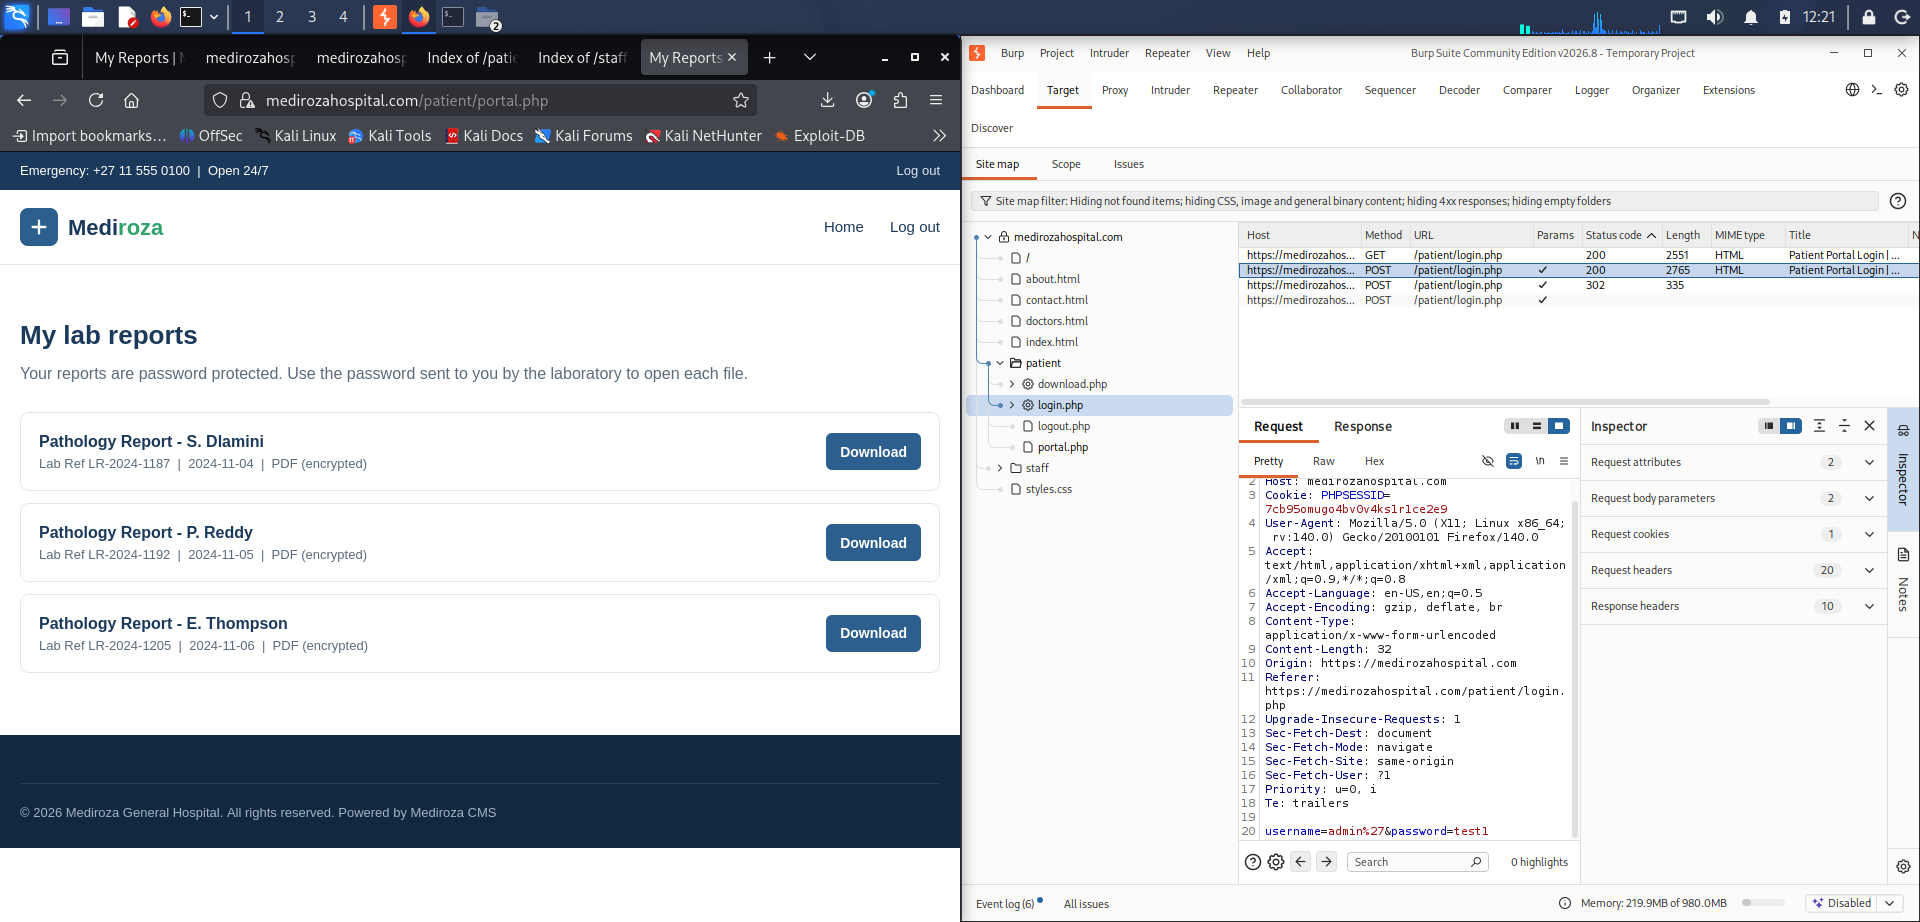 1 2 3 4 2 12:21
My Reports | medirozahosp medirozahosp Index of /patie Index of /staff My Reports
medirozahospital.com/patient/portal.php
Import bookmarks... OffSec Kali Linux Kali Tools Kali Docs Kali Forums Kali NetHunter Exploit-DB
Emergency: +27 11 555 0100 | Open 24/7 Log out
Mediroza Home Log out
My lab reports
Your reports are password protected. Use the password sent to you by the laboratory to open each file.
Pathology Report - S. Dlamini
Lab Ref LR-2024-1187 | 2024-11-04 | PDF (encrypted)
Download
Pathology Report - P. Reddy
Lab Ref LR-2024-1192 | 2024-11-05 | PDF (encrypted)
Download
Pathology Report - E. Thompson
Lab Ref LR-2024-1205 | 2024-11-06 | PDF (encrypted)
Download
© 2026 Mediroza General Hospital. All rights reserved. Powered by Mediroza CMS
Burp Project Intruder Repeater View Help Burp Suite Community Edition v2026.8 - Temporary Project
Dashboard Target Proxy Intruder Repeater Collaborator Sequencer Decoder Comparer Logger Organizer Extensions
Discover
Site map Scope Issues
Site map filter: Hiding not found items; hiding CSS, image and general binary content; hiding 4xx responses; hiding empty folders
medirozahospital.com
/
about.html
contact.html
doctors.html
index.html
patient
download.php
login.php
logout.php
portal.php
staff
styles.css
Host Method URL Params Status code Length MIME type Title N
https://medirozahos... GET /patient/login.php 200 2551 HTML Patient Portal Login | ...
https://medirozahos... POST /patient/login.php ✓ 200 2765 HTML Patient Portal Login | ...
https://medirozahos... POST /patient/login.php ✓ 302 335
https://medirozahos... POST /patient/login.php ✓
Request Response
Pretty Raw Hex \n
2 Host: medirozahospital.com
3 Cookie: PHPSESSID=
7cb95omugo4bv0v4ks1r1ce2e9
4 User-Agent: Mozilla/5.0 (X11; Linux x86_64;
rv:140.0) Gecko/20100101 Firefox/140.0
5 Accept:
text/html,application/xhtml+xml,application
/xml;q=0.9,*/*;q=0.8
6 Accept-Language: en-US,en;q=0.5
7 Accept-Encoding: gzip, deflate, br
8 Content-Type:
application/x-www-form-urlencoded
9 Content-Length: 32
10 Origin: https://medirozahospital.com
11 Referer:
https://medirozahospital.com/patient/login.
php
12 Upgrade-Insecure-Requests: 1
13 Sec-Fetch-Dest: document
14 Sec-Fetch-Mode: navigate
15 Sec-Fetch-Site: same-origin
16 Sec-Fetch-User: ?1
17 Priority: u=0, i
18 Te: trailers
19
20 username=admin%27&password=test1
Search 0 highlights
Inspector
Request attributes 2
Request body parameters 2
Request cookies 1
Request headers 20
Response headers 10
Inspector
Notes
Event log (6) All issues Memory: 219.9MB of 980.0MB Disabled